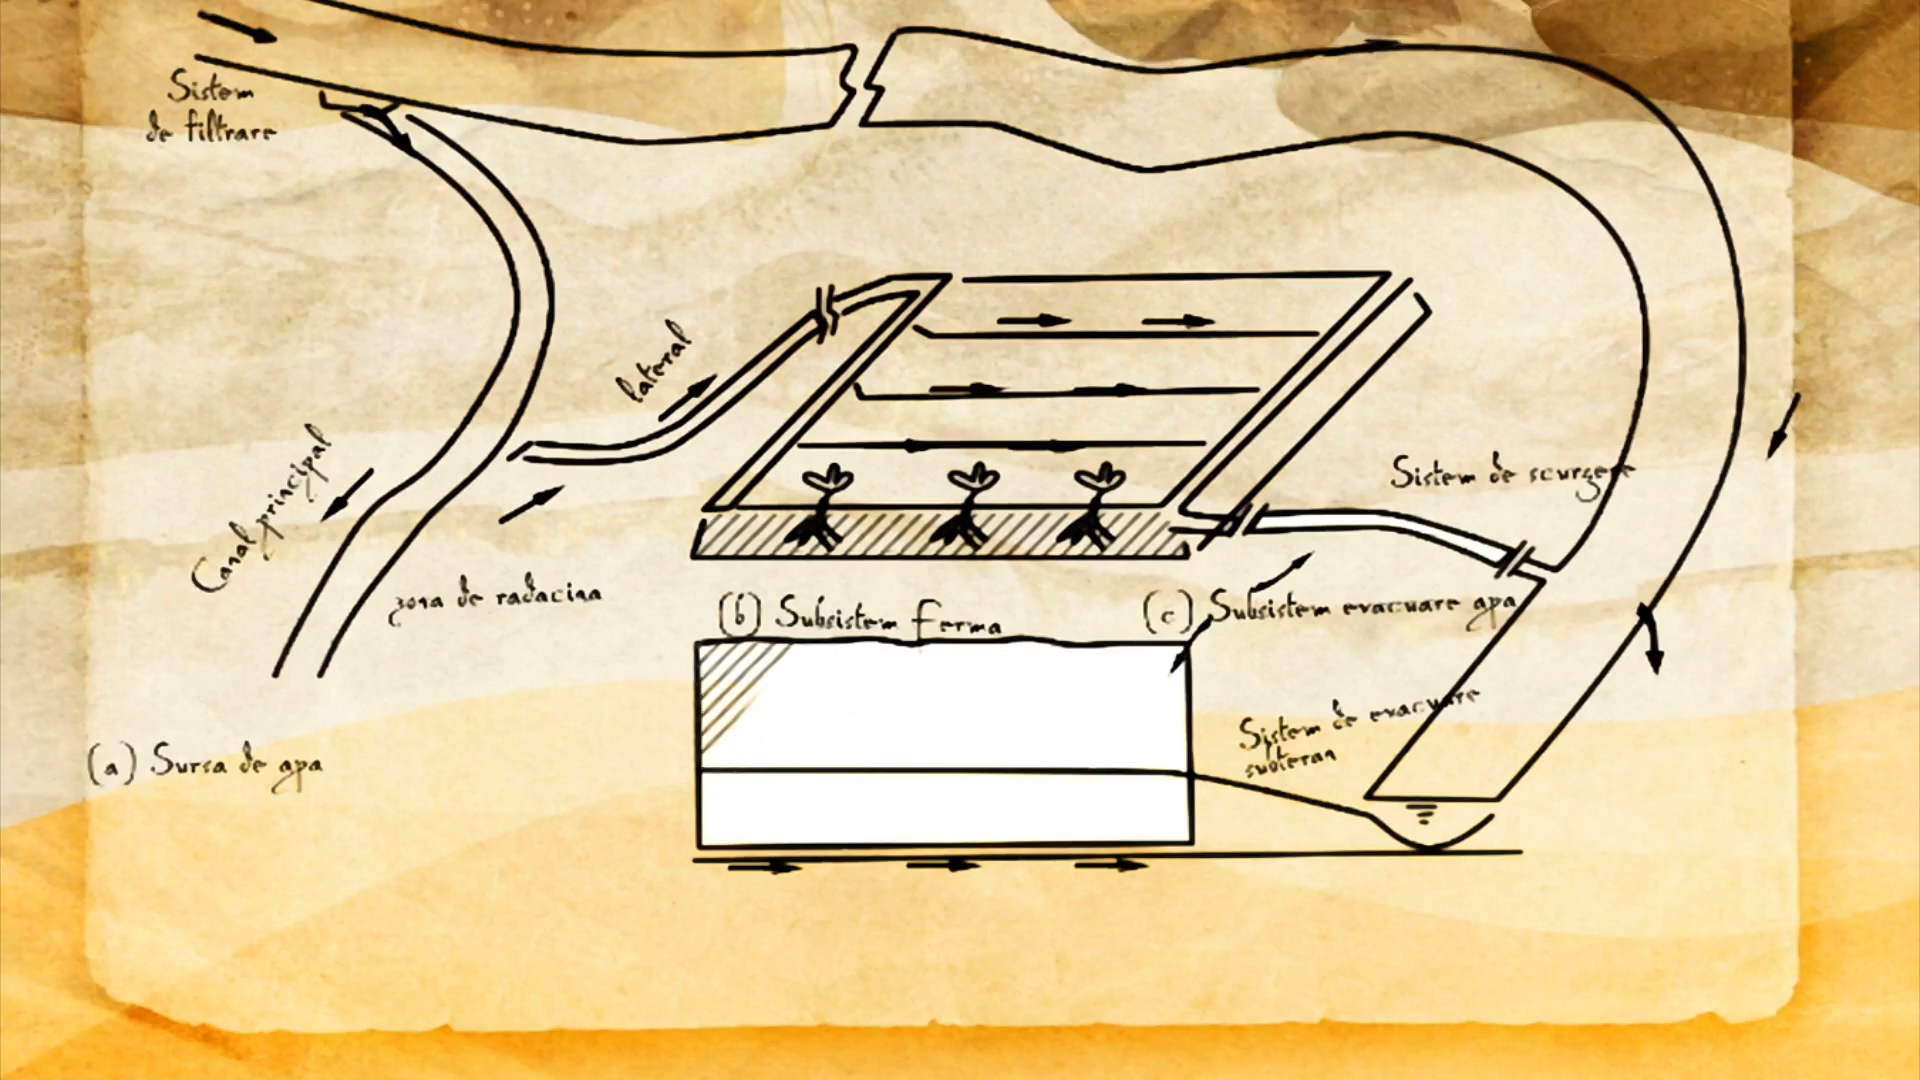 Sistem
de filtrare
lateral
Canal principal
Sistem de scurgere
zona de radacina
(b) Subsistem ferma
(c) Subsistem evacuare apa
Sistem de evacuare
subteran
(a) Sursa de apa